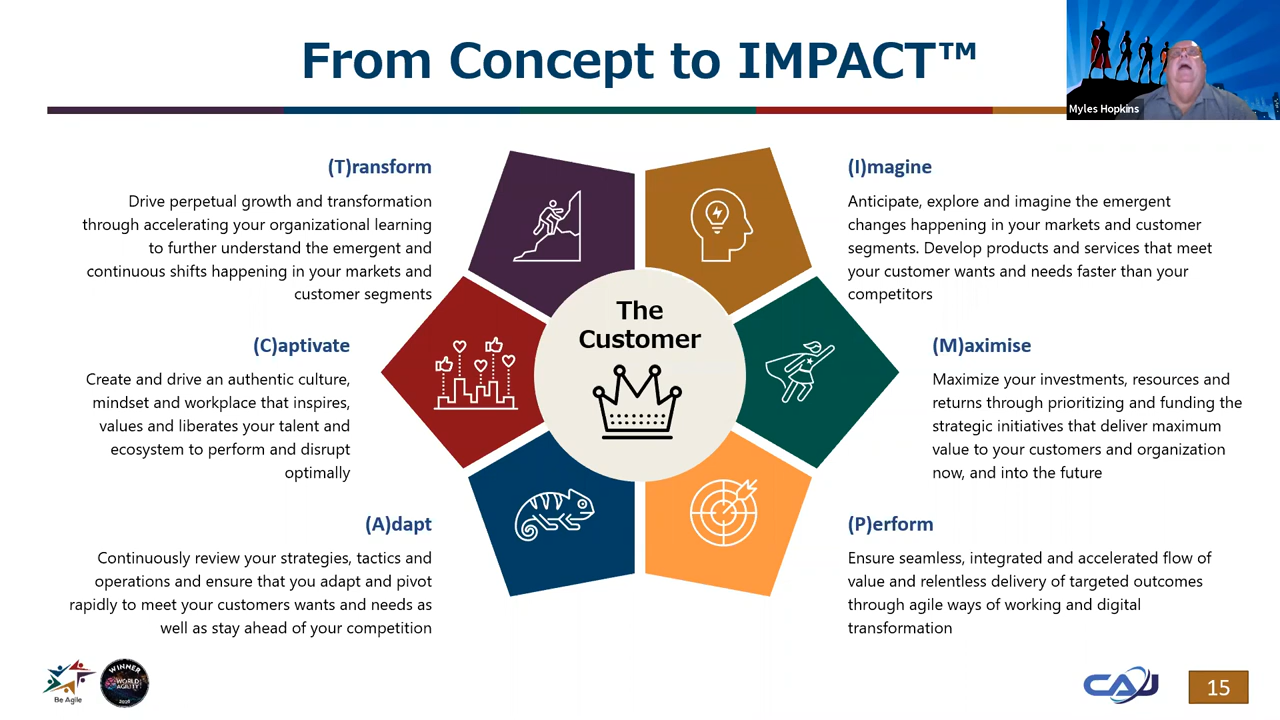 From Concept to IMPACT™
Myles Hopkins
(T)ransform
Drive perpetual growth and transformation
through accelerating your organizational learning
to further understand the emergent and
continuous shifts happening in your markets and
customer segments
(I)magine
Anticipate, explore and imagine the emergent
changes happening in your markets and customer
segments. Develop products and services that meet
your customer wants and needs faster than your
competitors
The
Customer
(C)aptivate
Create and drive an authentic culture,
mindset and workplace that inspires,
values and liberates your talent and
ecosystem to perform and disrupt
optimally
(M)aximise
Maximize your investments, resources and
returns through prioritizing and funding the
strategic initiatives that deliver maximum
value to your customers and organization
now, and into the future
(A)dapt
Continuously review your strategies, tactics and
operations and ensure that you adapt and pivot
rapidly to meet your customers wants and needs as
well as stay ahead of your competition
(P)erform
Ensure seamless, integrated and accelerated flow of
value and relentless delivery of targeted outcomes
through agile ways of working and digital
transformation
Be Agile
WINNER
WORLD
AGILITY
CAJ
15